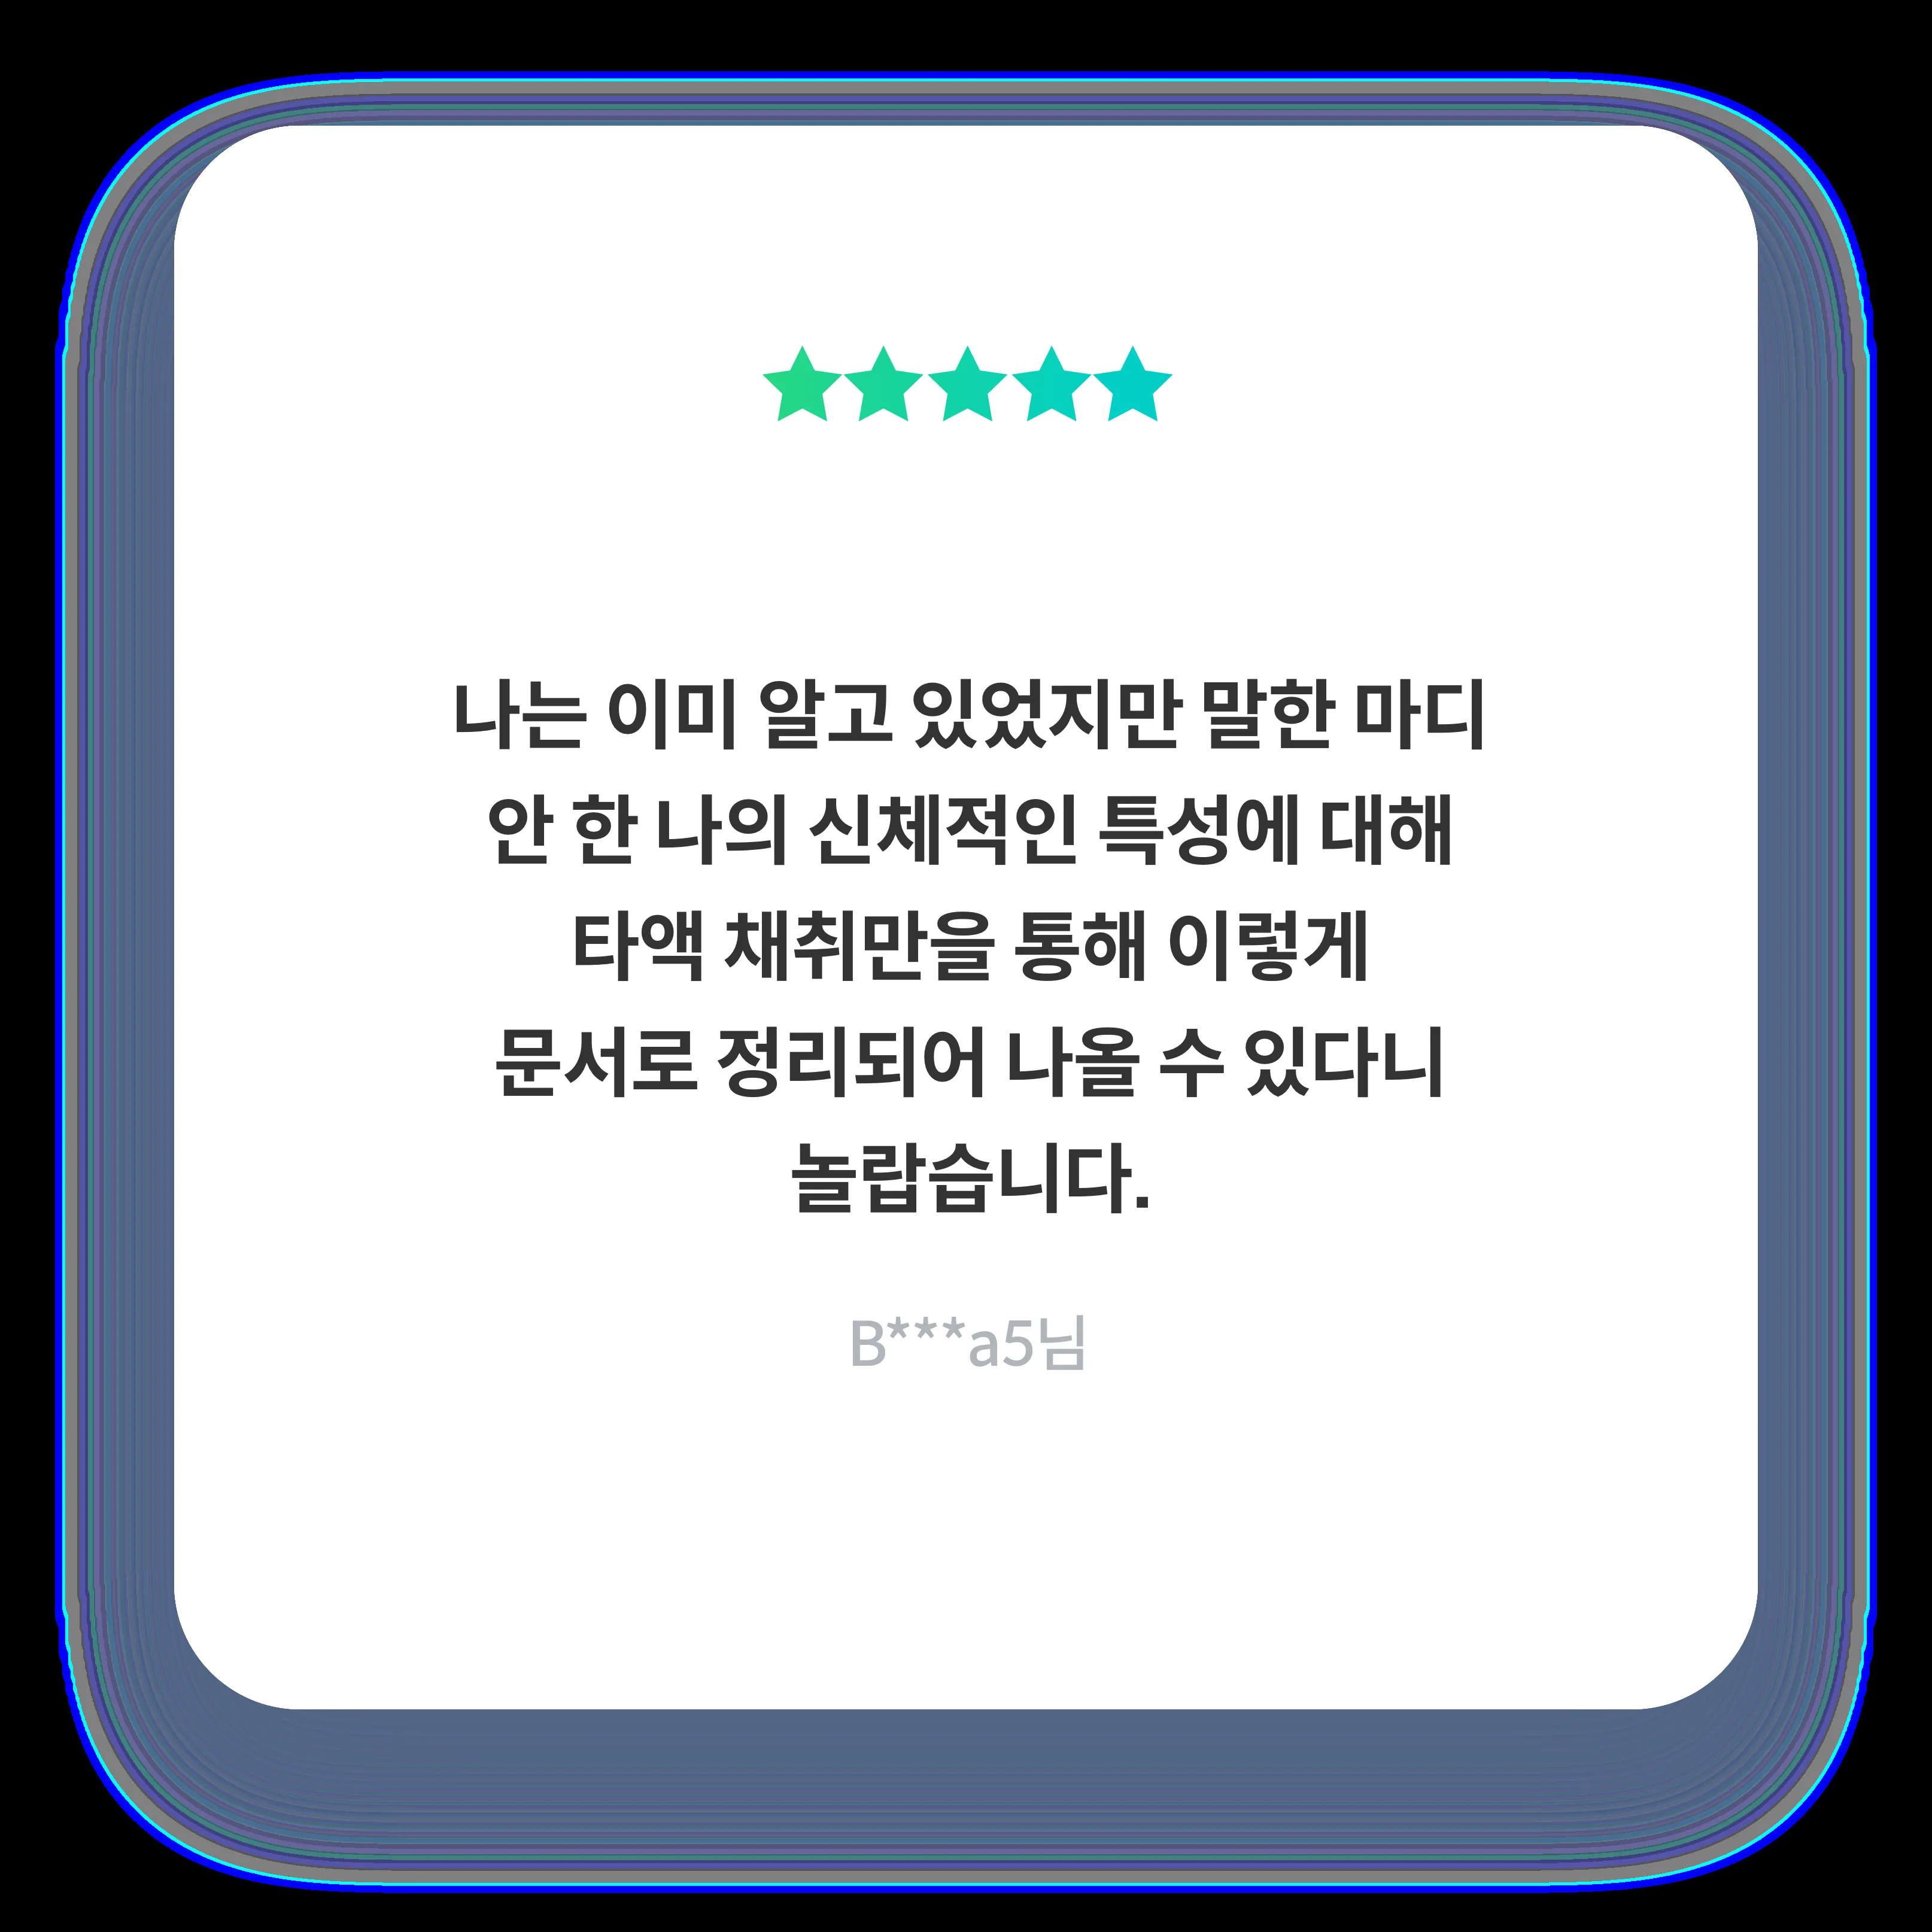 나는 이미 알고 있었지만 말한 마디
안 한 나의 신체적인 특성에 대해
타액 채취만을 통해 이렇게
문서로 정리되어 나올 수 있다니
놀랍습니다.
B***a5님